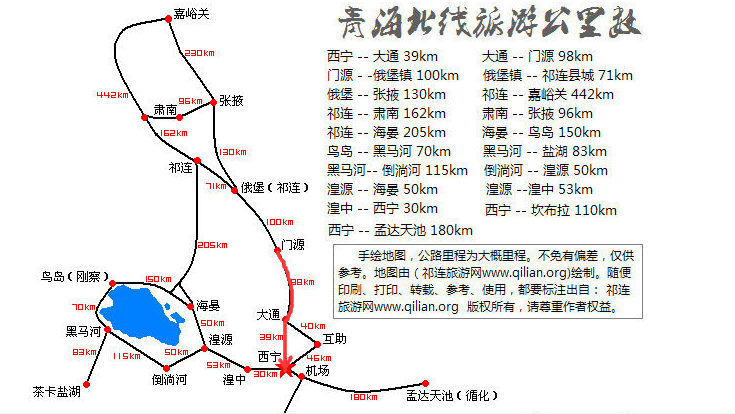 青海北线旅游公里数
西宁 -- 大通 39km
大通 -- 门源 98km
门源 -- -俄堡镇 100km
俄堡镇 -- 祁连县城 71km
俄堡 -- 张掖 130km
祁连 -- 嘉峪关 442km
祁连 -- 肃南 162km
肃南 -- 张掖 96km
祁连 -- 海晏 205km
海晏 -- 鸟岛 150km
鸟岛 -- 黑马河 70km
黑马河 -- 盐湖 83km
黑马河-- 倒淌河 115km
倒淌河 -- 湟源 50km
湟源 -- 海晏 50km
湟源 --湟中 53km
湟中 -- 西宁 30km
西宁 -- 坎布拉 110km
西宁 -- 孟达天池 180km
手绘地图，公路里程为大概里程。不免有偏差，仅供
参考。地图由（祁连旅游网www.qilian.org)绘制。随便
印刷、打印、转载、参考、使用，都要标注出自： 祁连
旅游网www.qilian.org 版权所有，请尊重作者权益。
嘉峪关
230km
442km
96km
肃南
张掖
162km
130km
祁连
71km
俄堡（祁连）
100km
205km
门源
98km
鸟岛（刚察）
150km
70km
海晏
大通
40km
黑马河
50km
39km
互助
湟源
83km
115km
50km
西宁
46km
53km
倒淌河
湟中
30km
机场
茶卡盐湖
180km
孟达天池（循化）